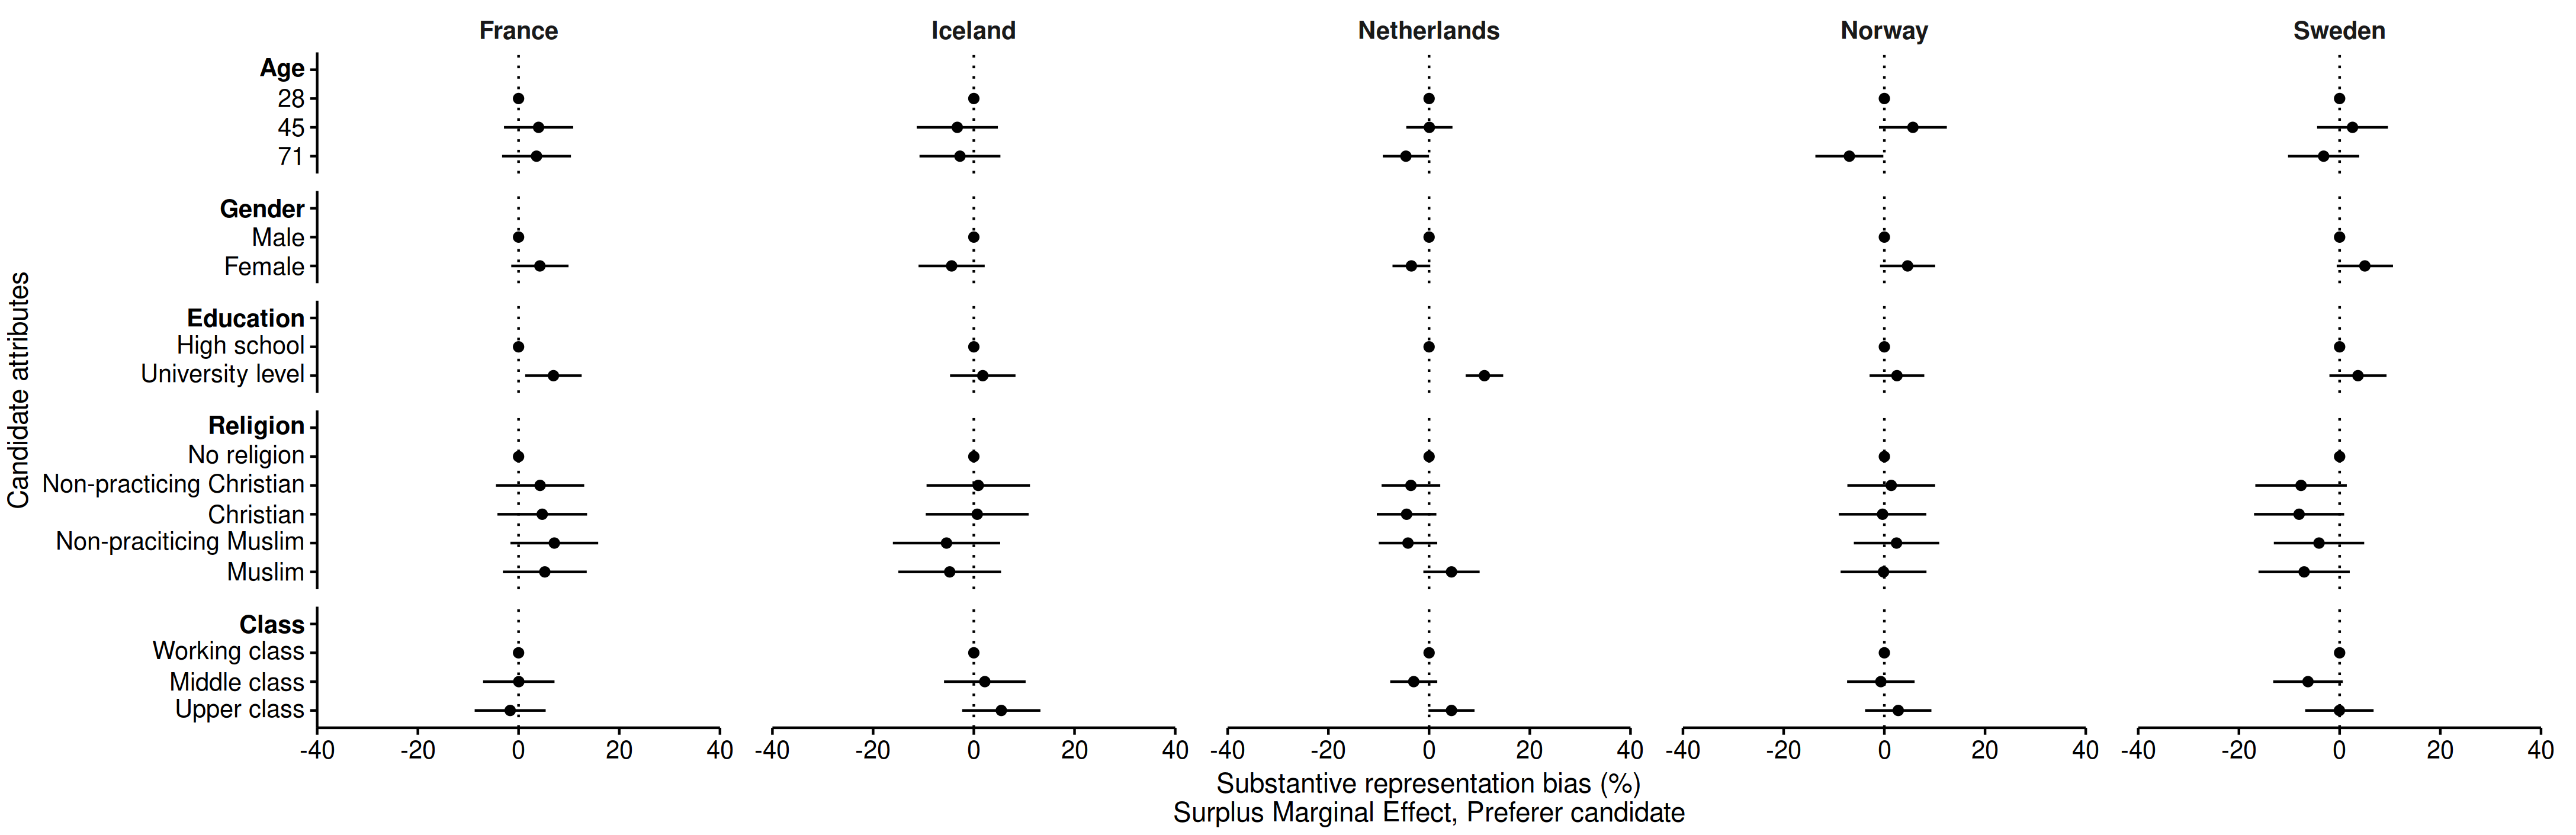 France Iceland Netherlands Norway Sweden
Age
28
45
71
Gender
Male
Female
Education
High school
University level
Religion
No religion
Non-practicing Christian
Christian
Non-praciticing Muslim
Muslim
Class
Working class
Middle class
Upper class
Candidate attributes
-40 -20 0 20 40 -40 -20 0 20 40 -40 -20 0 20 40 -40 -20 0 20 40 -40 -20 0 20 40
Substantive representation bias (%)
Surplus Marginal Effect, Preferer candidate